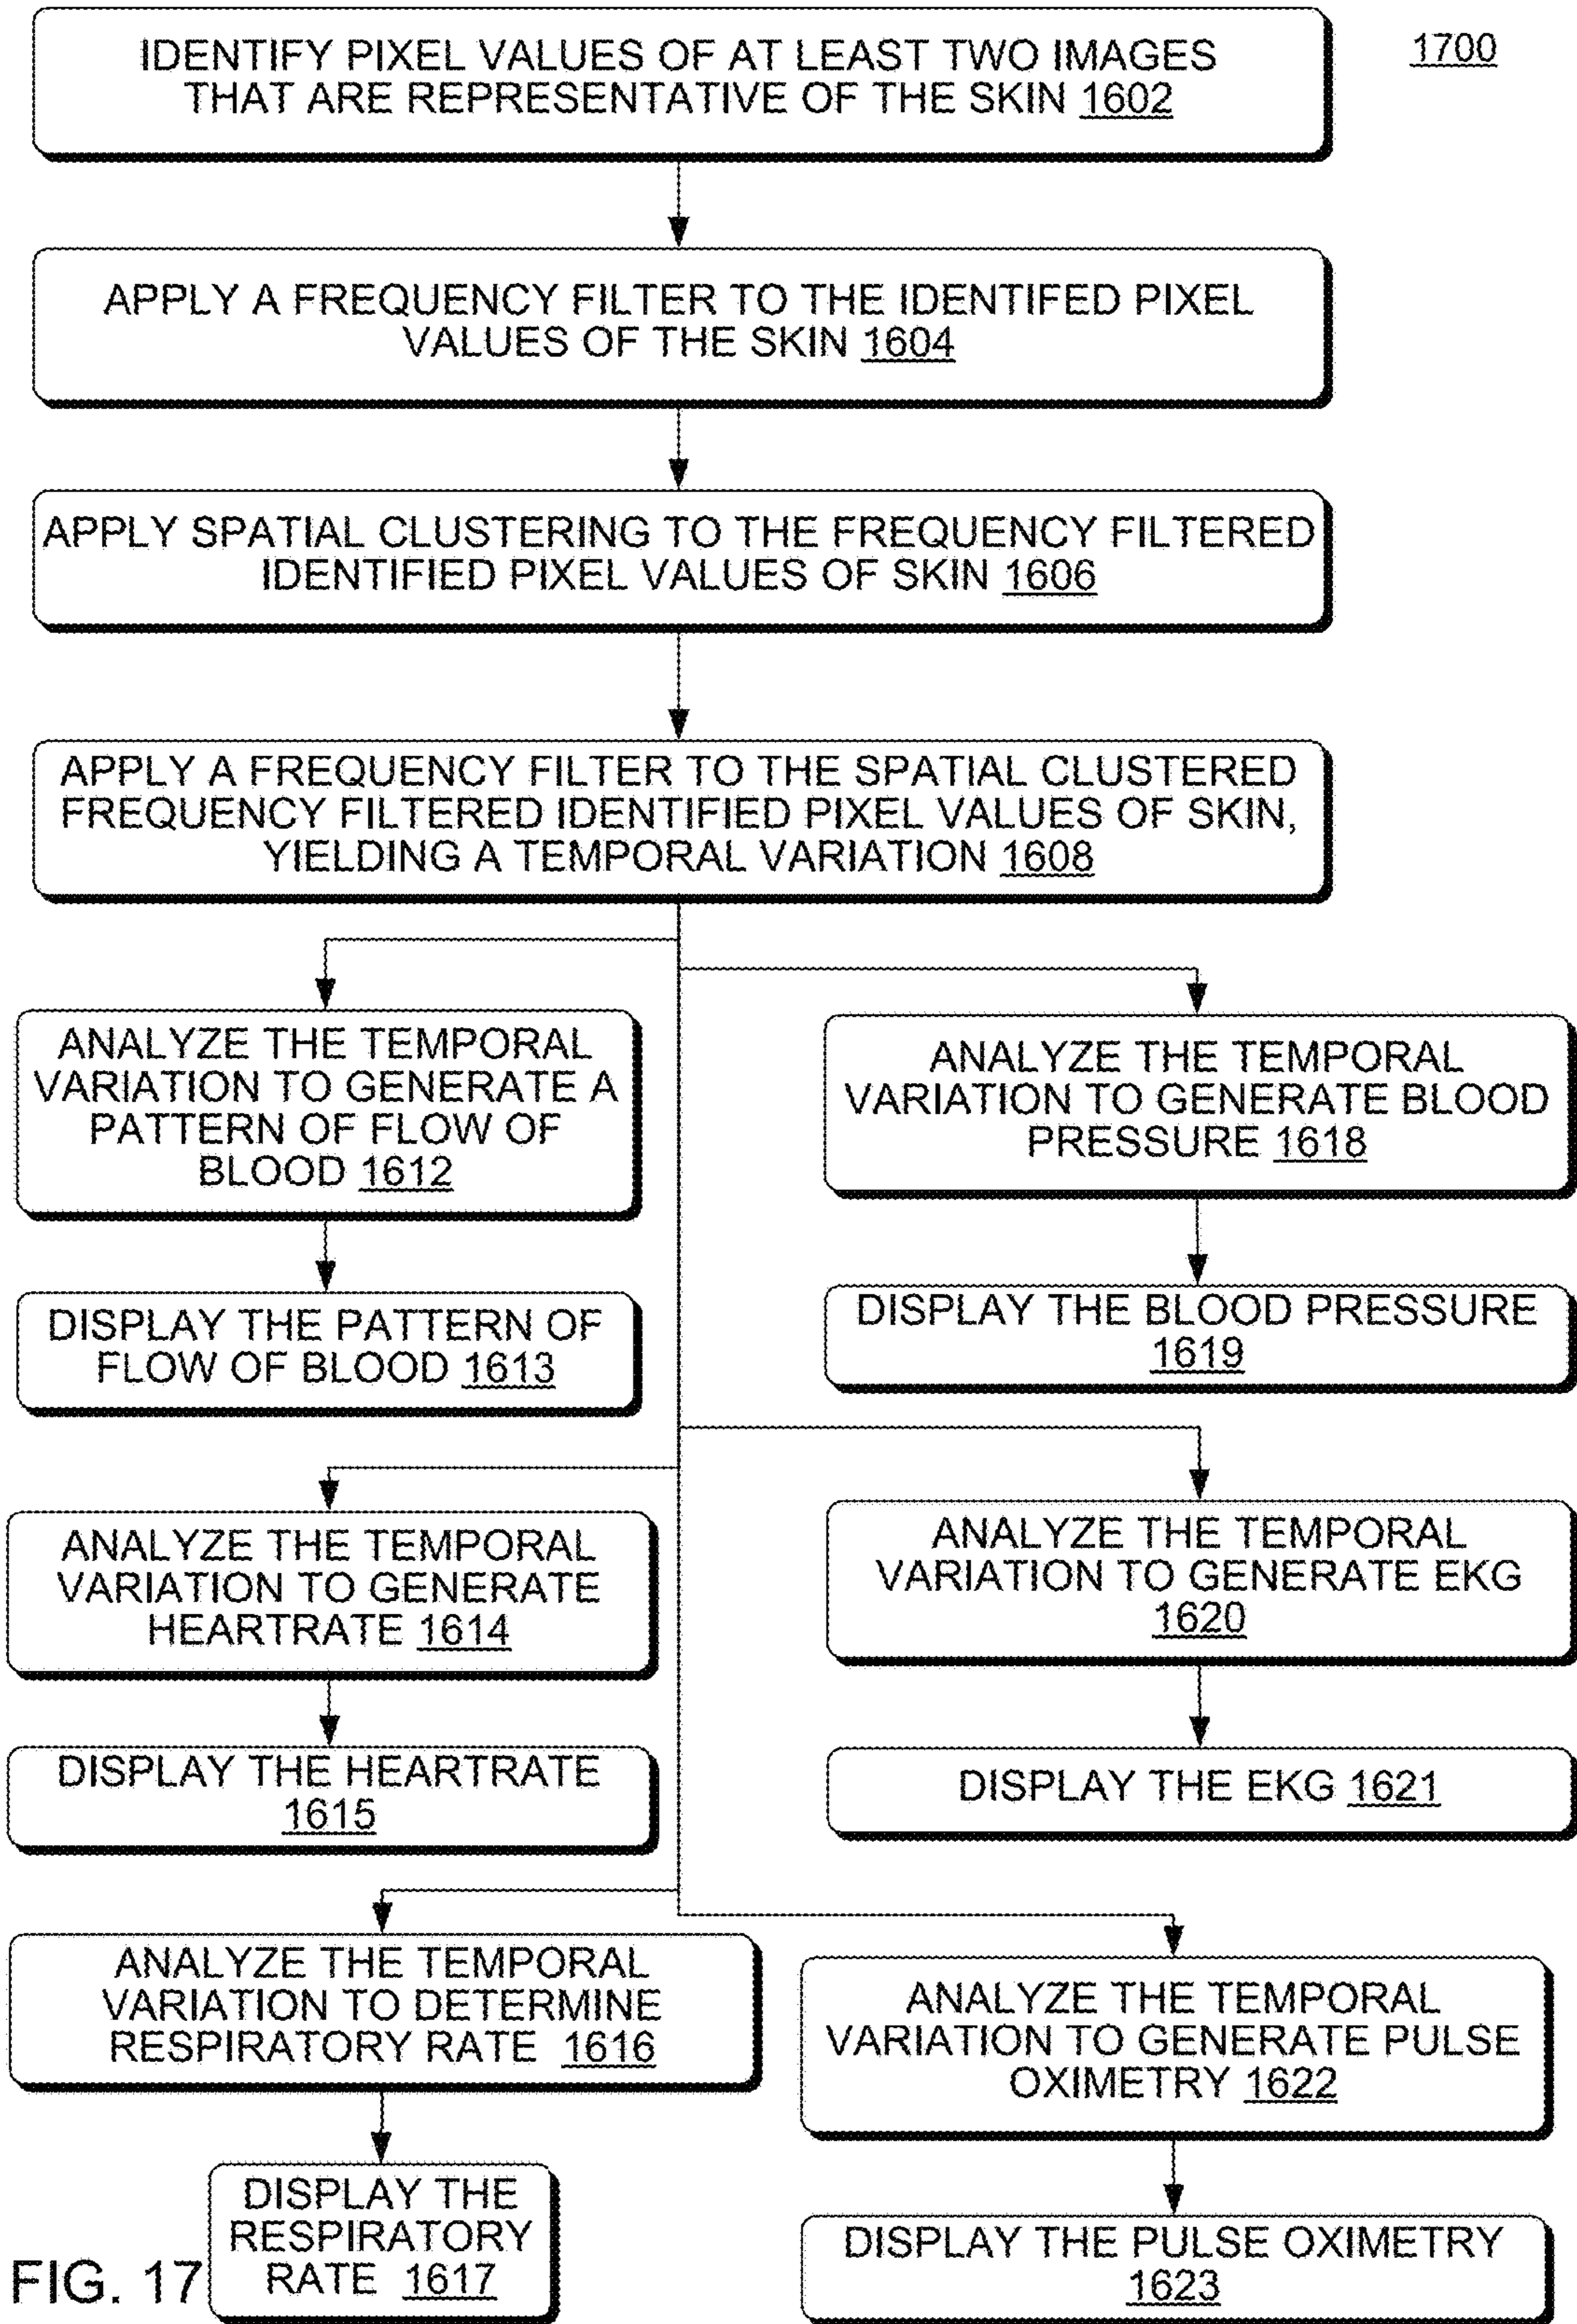 1700
IDENTIFY PIXEL VALUES OF AT LEAST TWO IMAGES
THAT ARE REPRESENTATIVE OF THE SKIN 1602
APPLY A FREQUENCY FILTER TO THE IDENTIFED PIXEL
VALUES OF THE SKIN 1604
APPLY SPATIAL CLUSTERING TO THE FREQUENCY FILTERED
IDENTIFIED PIXEL VALUES OF SKIN 1606
APPLY A FREQUENCY FILTER TO THE SPATIAL CLUSTERED
FREQUENCY FILTERED IDENTIFIED PIXEL VALUES OF SKIN,
YIELDING A TEMPORAL VARIATION 1608
ANALYZE THE TEMPORAL
VARIATION TO GENERATE A
PATTERN OF FLOW OF
BLOOD 1612
DISPLAY THE PATTERN OF
FLOW OF BLOOD 1613
ANALYZE THE TEMPORAL
VARIATION TO GENERATE BLOOD
PRESSURE 1618
DISPLAY THE BLOOD PRESSURE
1619
ANALYZE THE TEMPORAL
VARIATION TO GENERATE
HEARTRATE 1614
DISPLAY THE HEARTRATE
1615
ANALYZE THE TEMPORAL
VARIATION TO GENERATE EKG
1620
DISPLAY THE EKG 1621
ANALYZE THE TEMPORAL
VARIATION TO DETERMINE
RESPIRATORY RATE 1616
DISPLAY THE
RESPIRATORY
RATE 1617
ANALYZE THE TEMPORAL
VARIATION TO GENERATE PULSE
OXIMETRY 1622
DISPLAY THE PULSE OXIMETRY
1623
FIG. 17